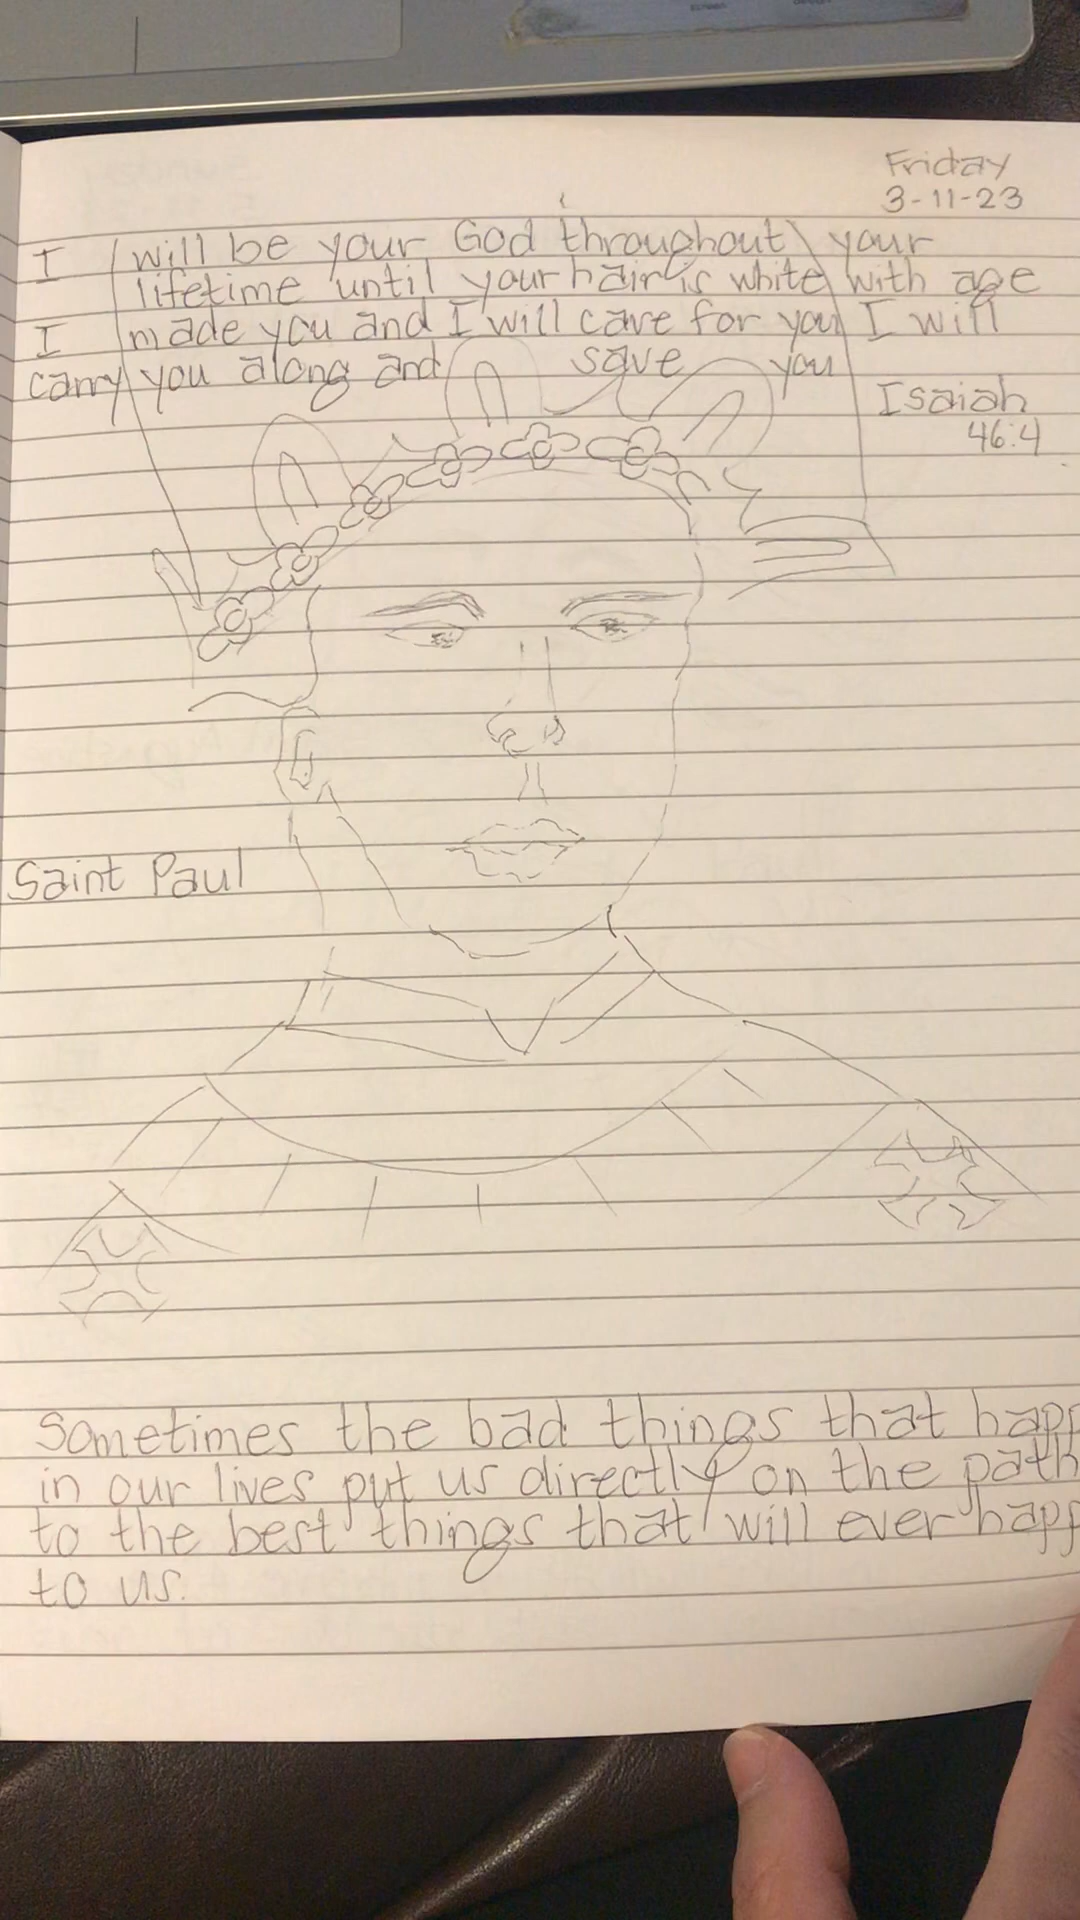 Friday
3-11-23
I will be your God throughout your
lifetime until your hair is white with age
I made you and I will care for you I will
carry you along and save you
Isaiah
46:4
Saint Paul
Sometimes the bad things that happ
in our lives put us directly on the path
to the best things that will ever happ
to us.